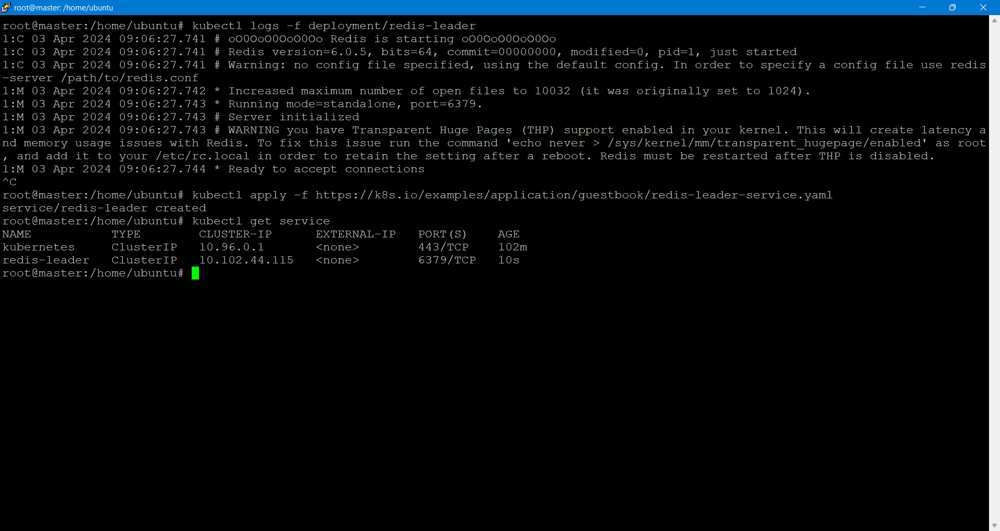 root@master: /home/ubuntu
root@master:/home/ubuntu# kubectl logs -f deployment/redis-leader
1:C 03 Apr 2024 09:06:27.741 # oO0OoO0OoO0Oo Redis is starting oO0OoO0OoO0Oo
1:C 03 Apr 2024 09:06:27.741 # Redis version=6.0.5, bits=64, commit=00000000, modified=0, pid=1, just started
1:C 03 Apr 2024 09:06:27.741 # Warning: no config file specified, using the default config. In order to specify a config file use redis
-server /path/to/redis.conf
1:M 03 Apr 2024 09:06:27.742 * Increased maximum number of open files to 10032 (it was originally set to 1024).
1:M 03 Apr 2024 09:06:27.743 * Running mode=standalone, port=6379.
1:M 03 Apr 2024 09:06:27.743 # Server initialized
1:M 03 Apr 2024 09:06:27.743 # WARNING you have Transparent Huge Pages (THP) support enabled in your kernel. This will create latency a
nd memory usage issues with Redis. To fix this issue run the command 'echo never > /sys/kernel/mm/transparent_hugepage/enabled' as root
, and add it to your /etc/rc.local in order to retain the setting after a reboot. Redis must be restarted after THP is disabled.
1:M 03 Apr 2024 09:06:27.744 * Ready to accept connections
^C
root@master:/home/ubuntu# kubectl apply -f https://k8s.io/examples/application/guestbook/redis-leader-service.yaml
service/redis-leader created
root@master:/home/ubuntu# kubectl get service
NAME           TYPE        CLUSTER-IP      EXTERNAL-IP   PORT(S)    AGE
kubernetes     ClusterIP   10.96.0.1       <none>        443/TCP    102m
redis-leader   ClusterIP   10.102.44.115   <none>        6379/TCP   10s
root@master:/home/ubuntu#